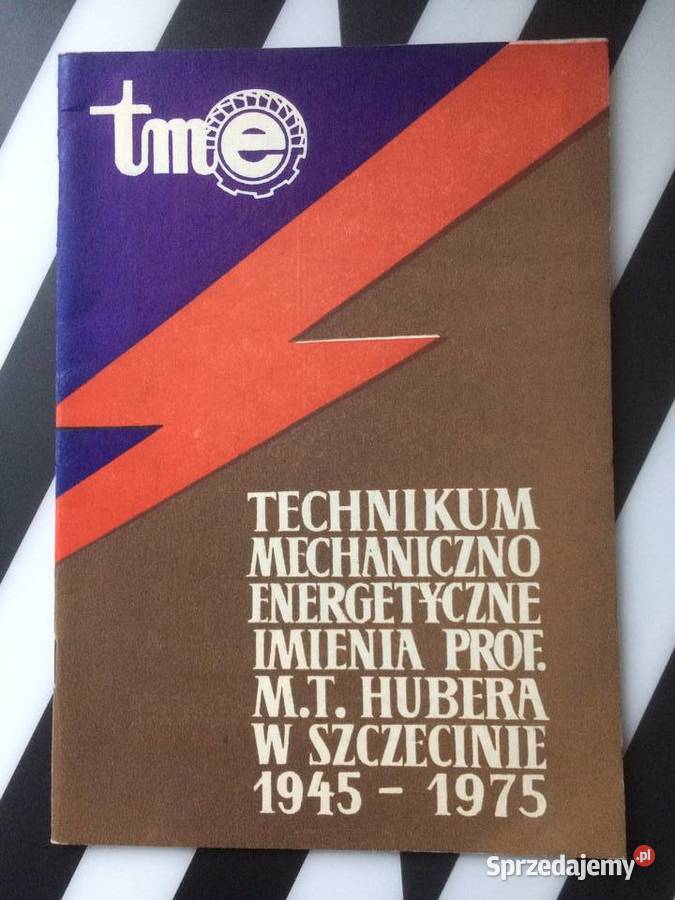 tme
TECHNIKUM
MECHANICZNO
ENERGETYCZNE
IMIENIA PROF.
M.T. HUBERA
W SZCZECINIE
1945 – 1975
Sprzedajemy.pl